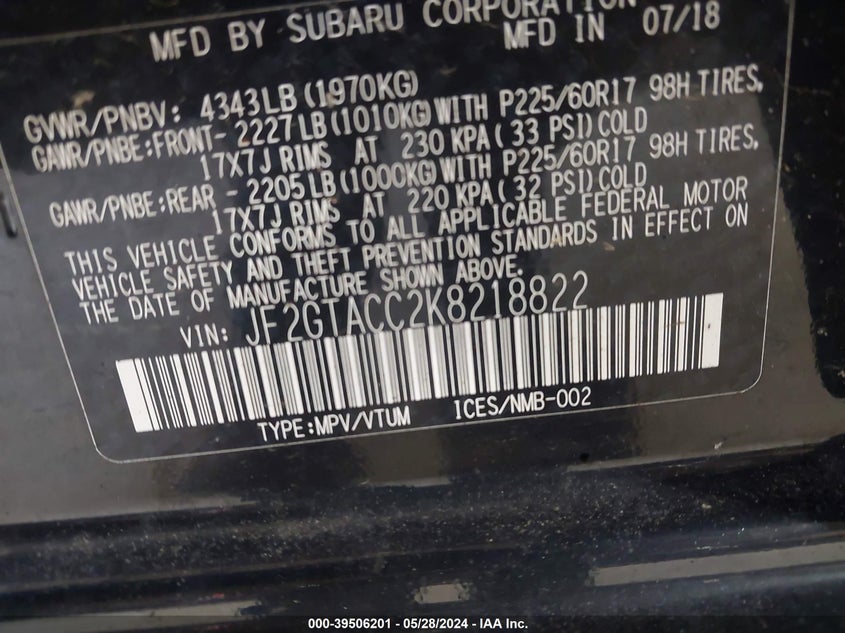 MFD BY SUBARU CORPORATION
MFD IN 07/18
GVWR/PNBV: 4343LB (1970KG)
GAWR/PNBE:FRONT-2227LB(1010KG)WITH P225/60R17 98H TIRES,
17X7J RIMS AT 230 KPA(33 PSI)COLD
GAWR/PNBE:REAR -2205LB(1000KG)WITH P225/60R17 98H TIRES,
17X7J RIMS AT 220 KPA(32 PSI)COLD
THIS VEHICLE CONFORMS TO ALL APPLICABLE FEDERAL MOTOR
VEHICLE SAFETY AND THEFT PREVENTION STANDARDS IN EFFECT ON
THE DATE OF MANUFACTURE SHOWN ABOVE.
VIN: JF2GTACC2K8218822
TYPE:MPV/VTUM ICES/NMB-002
000-39506201 - 05/28/2024 - IAA Inc.